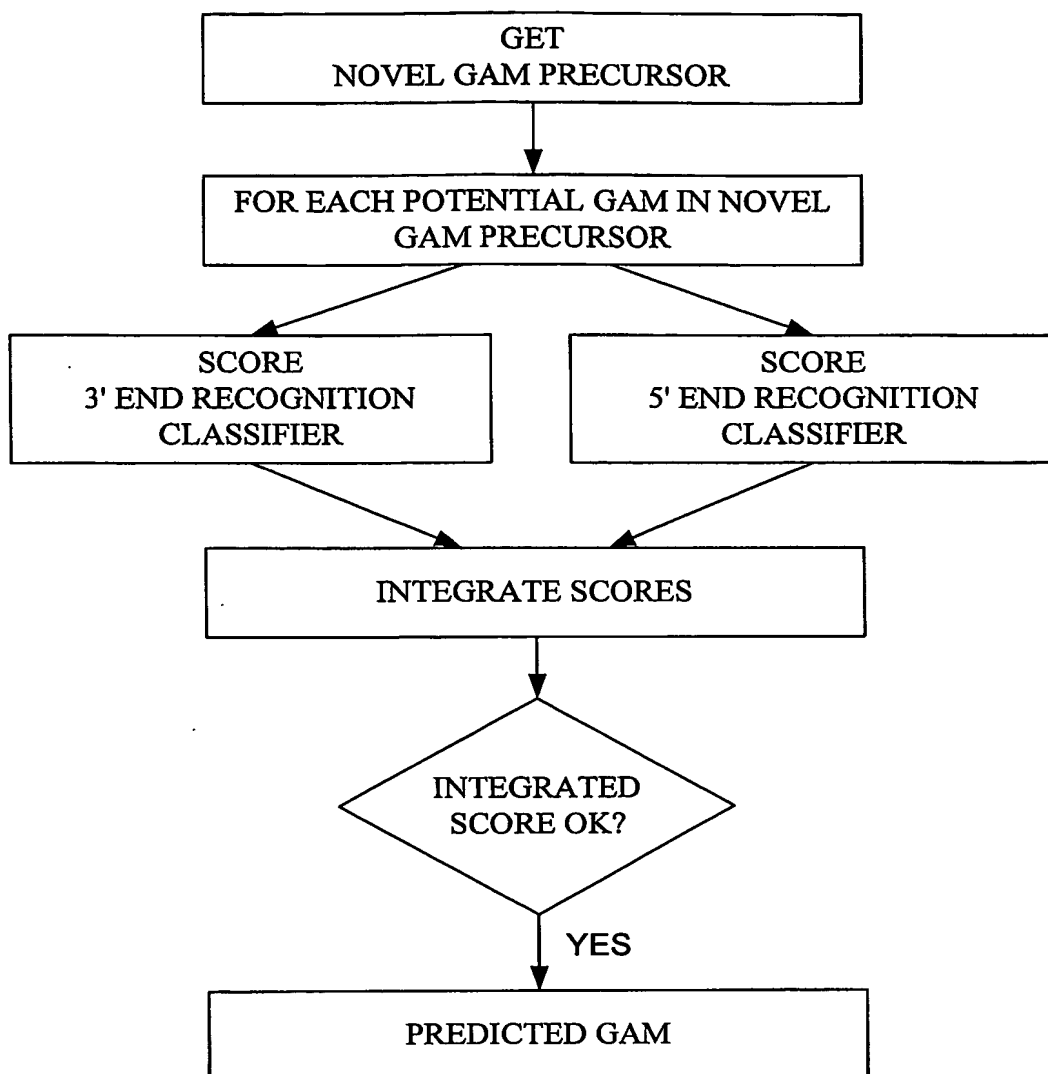 GET
NOVEL GAM PRECURSOR
FOR EACH POTENTIAL GAM IN NOVEL
GAM PRECURSOR
SCORE
3' END RECOGNITION
CLASSIFIER
SCORE
5' END RECOGNITION
CLASSIFIER
INTEGRATE SCORES
INTEGRATED
SCORE OK?
YES
PREDICTED GAM